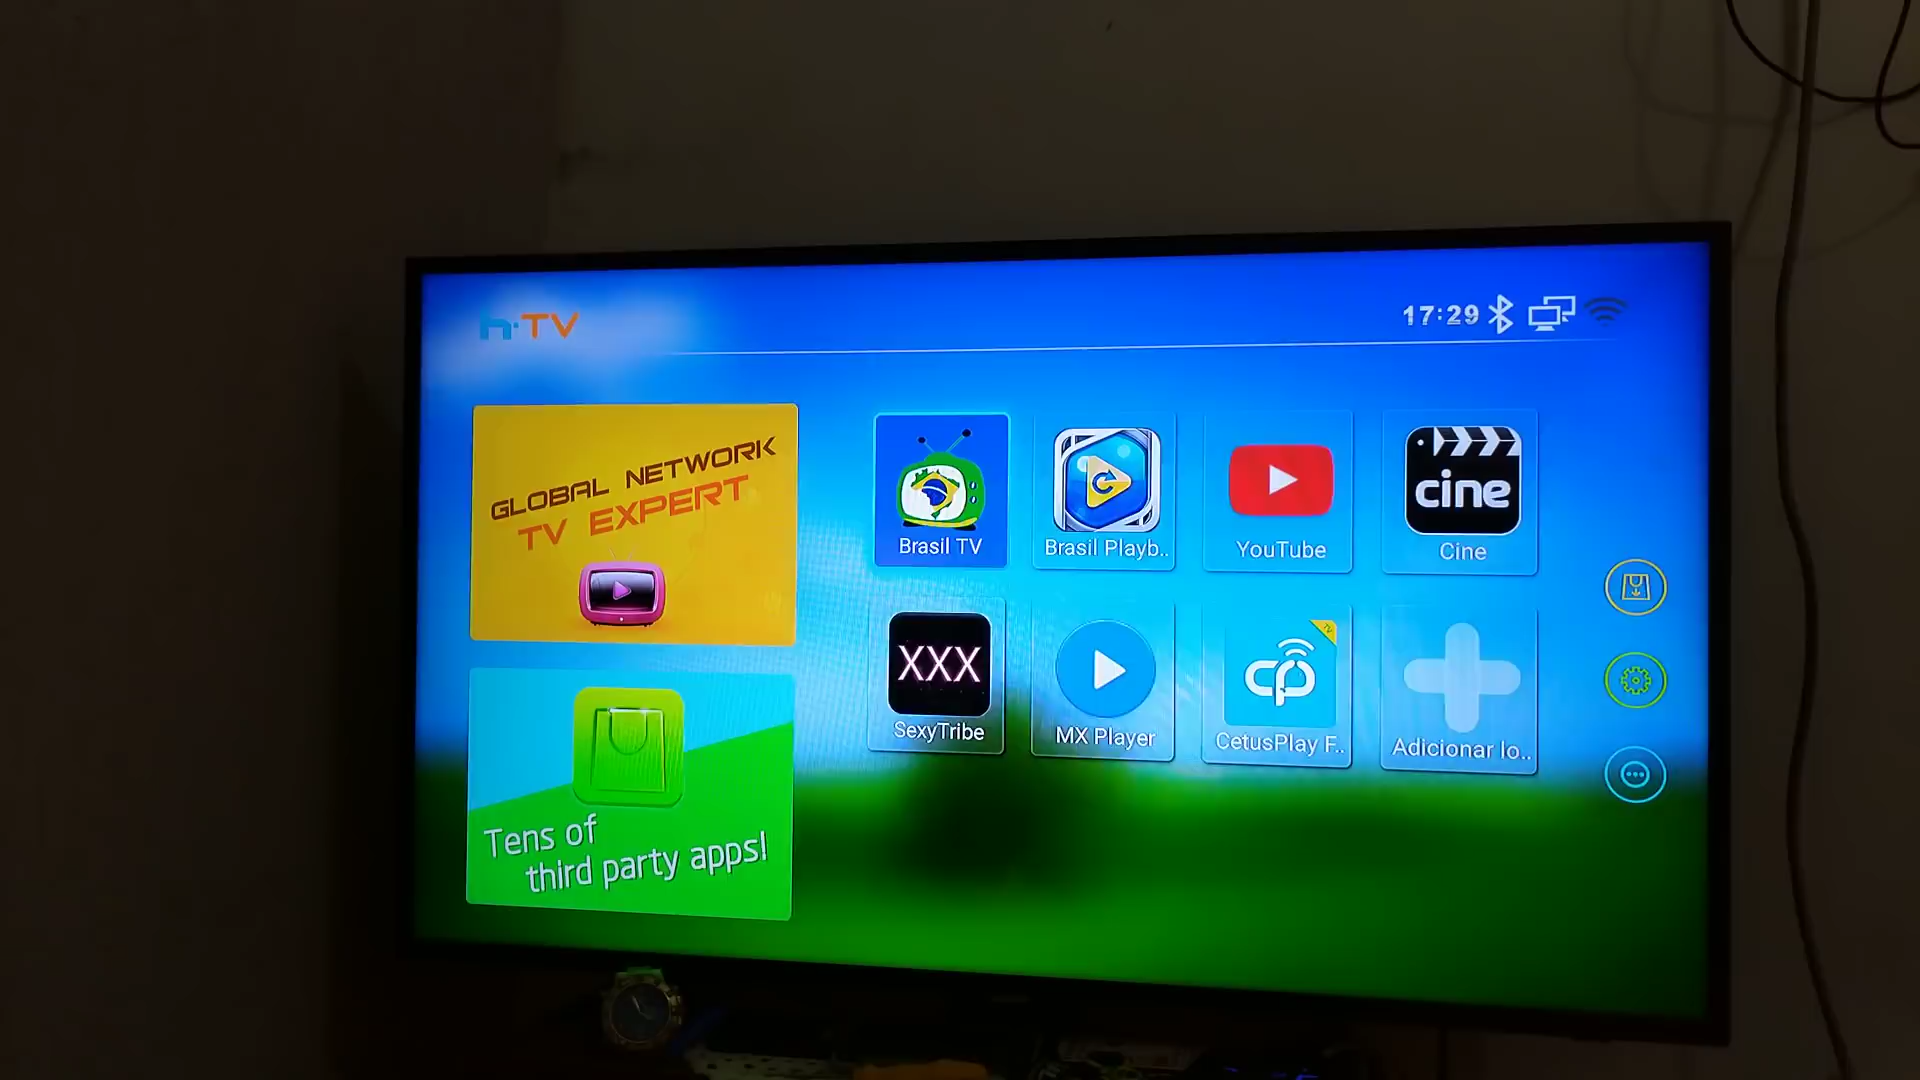 h·TV
17:29
GLOBAL NETWORK
TV EXPERT
Brasil TV
Brasil Playb..
YouTube
cine
Cine
XXX
SexyTribe
MX Player
TV
CetusPlay F..
Adicionar lo..
Tens of
third party apps!